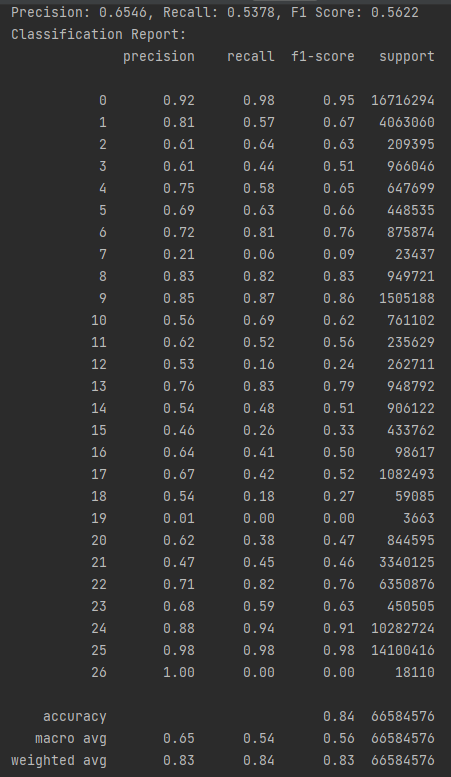 Precision: 0.6546, Recall: 0.5378, F1 Score: 0.5622
Classification Report:
precision recall f1-score support
0 0.92 0.98 0.95 16716294
1 0.81 0.57 0.67 4063060
2 0.61 0.64 0.63 209395
3 0.61 0.44 0.51 966046
4 0.75 0.58 0.65 647699
5 0.69 0.63 0.66 448535
6 0.72 0.81 0.76 875874
7 0.21 0.06 0.09 23437
8 0.83 0.82 0.83 949721
9 0.85 0.87 0.86 1505188
10 0.56 0.69 0.62 761102
11 0.62 0.52 0.56 235629
12 0.53 0.16 0.24 262711
13 0.76 0.83 0.79 948792
14 0.54 0.48 0.51 906122
15 0.46 0.26 0.33 433762
16 0.64 0.41 0.50 98617
17 0.67 0.42 0.52 1082493
18 0.54 0.18 0.27 59085
19 0.01 0.00 0.00 3663
20 0.62 0.38 0.47 844595
21 0.47 0.45 0.46 3340125
22 0.71 0.82 0.76 6350876
23 0.68 0.59 0.63 450505
24 0.88 0.94 0.91 10282724
25 0.98 0.98 0.98 14100416
26 1.00 0.00 0.00 18110
accuracy 0.84 66584576
macro avg 0.65 0.54 0.56 66584576
weighted avg 0.83 0.84 0.83 66584576